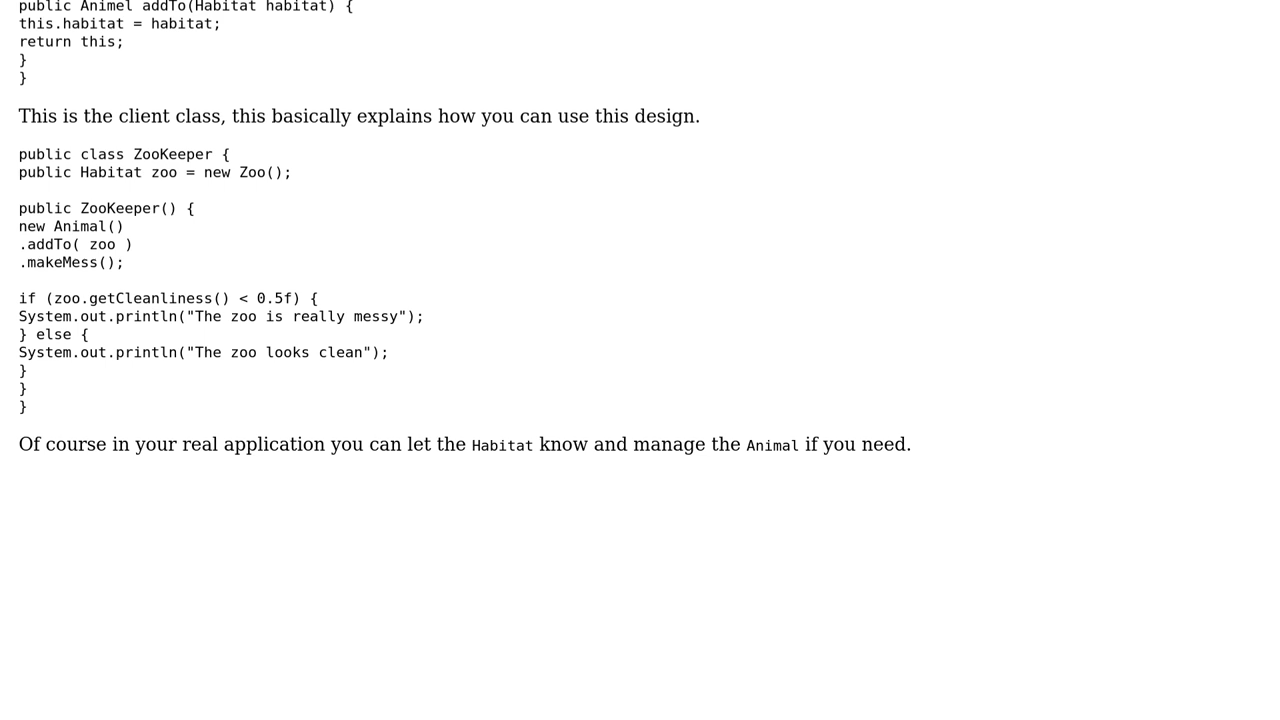 public Animel addTo(Habitat habitat) {
this.habitat = habitat;
return this;
}
}
This is the client class, this basically explains how you can use this design.
public class ZooKeeper {
public Habitat zoo = new Zoo();
public ZooKeeper() {
new Animal()
.addTo( zoo )
.makeMess();
if (zoo.getCleanliness() < 0.5f) {
System.out.println("The zoo is really messy");
} else {
System.out.println("The zoo looks clean");
}
}
}
Of course in your real application you can let the Habitat know and manage the Animal if you need.